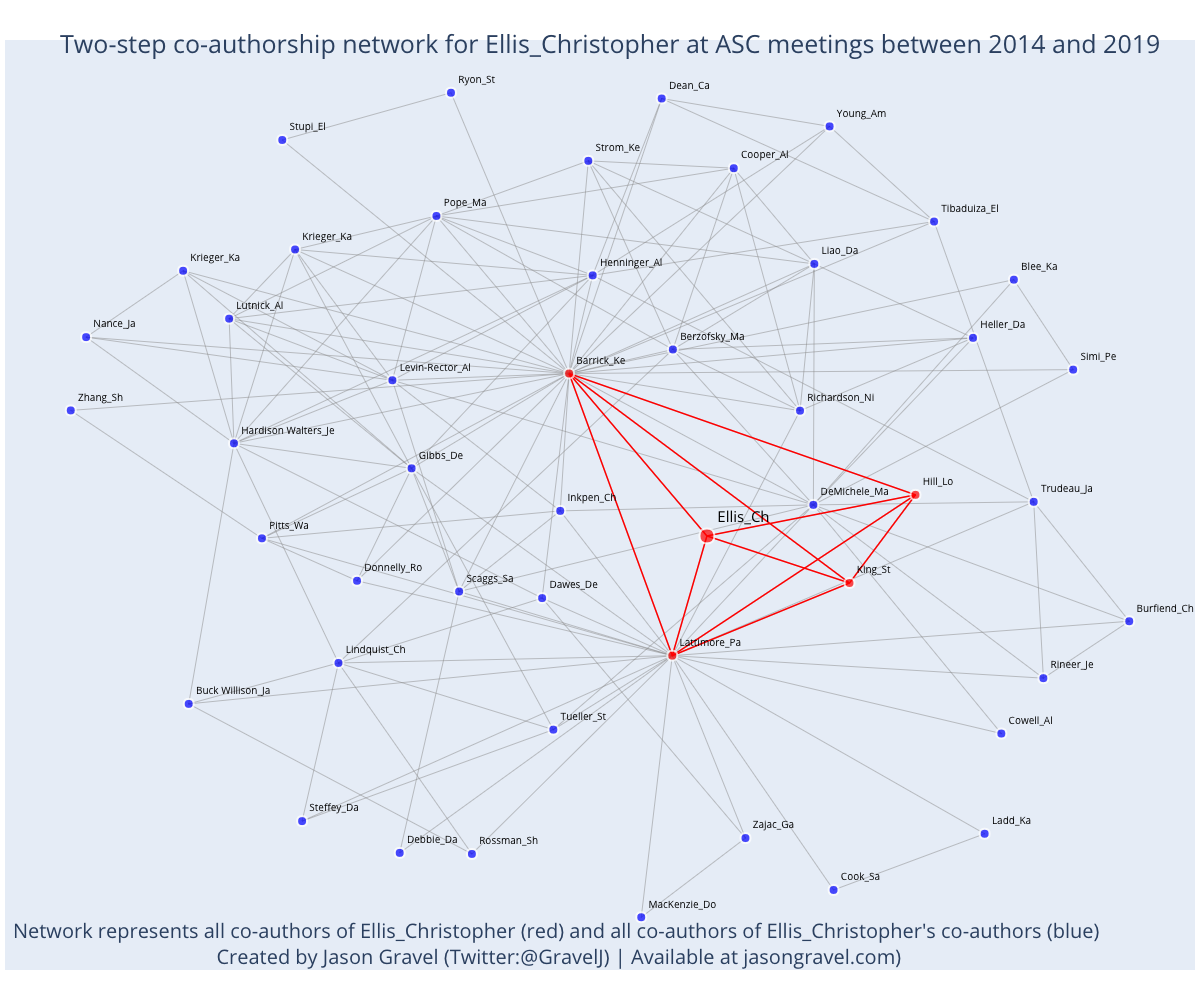 Two-step co-authorship network for Ellis_Christopher at ASC meetings between 2014 and 2019
Ryon_St
Dean_Ca
Young_Am
Stupi_El
Strom_Ke
Cooper_Al
Pope_Ma
Tibaduiza_El
Krieger_Ka
Liao_Da
Krieger_Ka
Henninger_Al
Blee_Ka
Lutnick_Al
Nance_Ja
Heller_Da
Berzofsky_Ma
Simi_Pe
Barrick_Ke
Levin-Rector_Al
Zhang_Sh
Richardson_Ni
Hardison Walters_Je
Gibbs_De
Hill_Lo
Trudeau_Ja
DeMichele_Ma
Inkpen_Ch
Ellis_Ch
Pitts_Wa
Donnelly_Ro
King_St
Scaggs_Sa
Dawes_De
Burfiend_Ch
Lattimore_Pa
Lindquist_Ch
Rineer_Je
Buck Willison_Ja
Tueller_St
Cowell_Al
Steffey_Da
Ladd_Ka
Zajac_Ga
Debbie_Da
Rossman_Sh
Cook_Sa
MacKenzie_Do
Network represents all co-authors of Ellis_Christopher (red) and all co-authors of Ellis_Christopher's co-authors (blue)
Created by Jason Gravel (Twitter:@GravelJ) | Available at jasongravel.com)